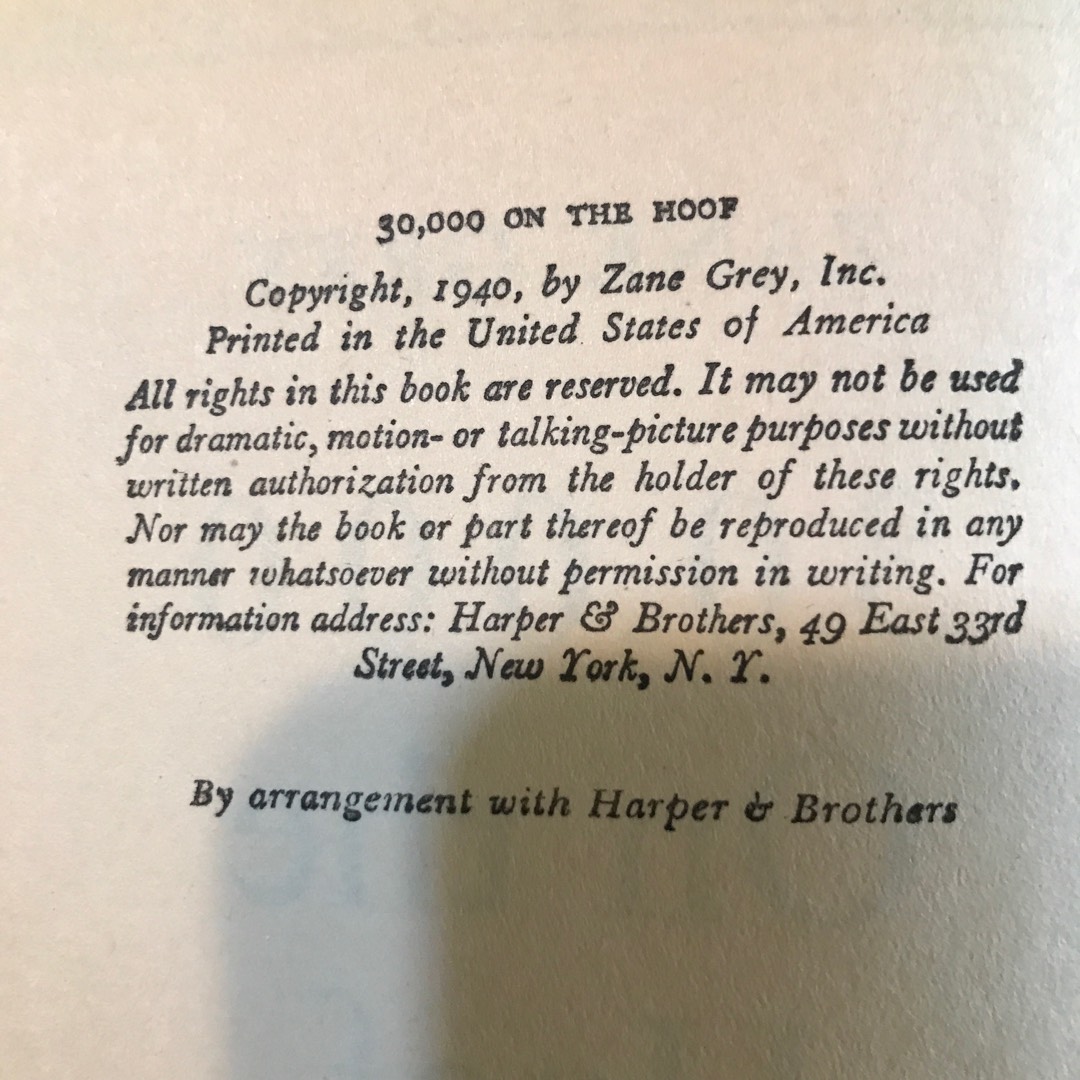 30,000 ON THE HOOF
Copyright, 1940, by Zane Grey, Inc.
Printed in the United States of America
All rights in this book are reserved. It may not be used
for dramatic, motion- or talking-picture purposes without
written authorization from the holder of these rights.
Nor may the book or part thereof be reproduced in any
manner whatsoever without permission in writing. For
information address: Harper & Brothers, 49 East 33rd
Street, New York, N. Y.
By arrangement with Harper & Brothers